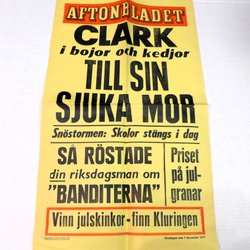 AFTONBLADET
CLARK
i bojor och kedjor
TILL SIN
SJUKA MOR
Snöstormen: Skolor stängs i dag
SÅ RÖSTADE
din riksdagsman om
"BANDITERNA"
Priset
på jul-
granar
Vinn julskinkor - finn Kluringen